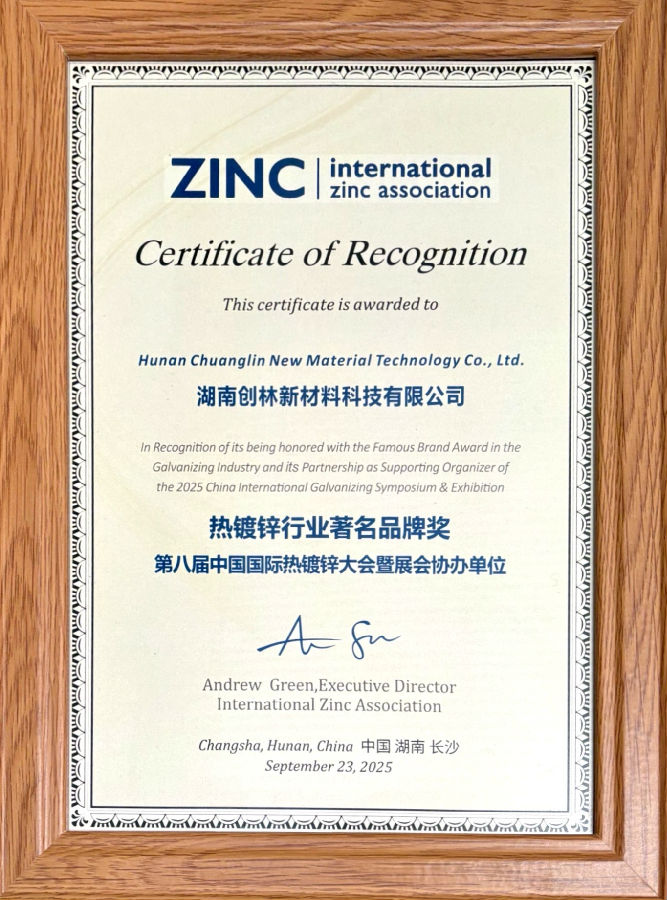 ZINC international
zinc association
Certificate of Recognition
This certificate is awarded to
Hunan Chuanglin New Material Technology Co., Ltd.
湖南创林新材料科技有限公司
In Recognition of its being honored with the Famous Brand Award in the
Galvanizing Industry and its Partnership as Supporting Organizer of
the 2025 China International Galvanizing Symposium & Exhibition
热镀锌行业著名品牌奖
第八届中国国际热镀锌大会暨展会协办单位
Andrew Green,Executive Director
International Zinc Association
Changsha, Hunan, China 中国 湖南 长沙
September 23, 2025